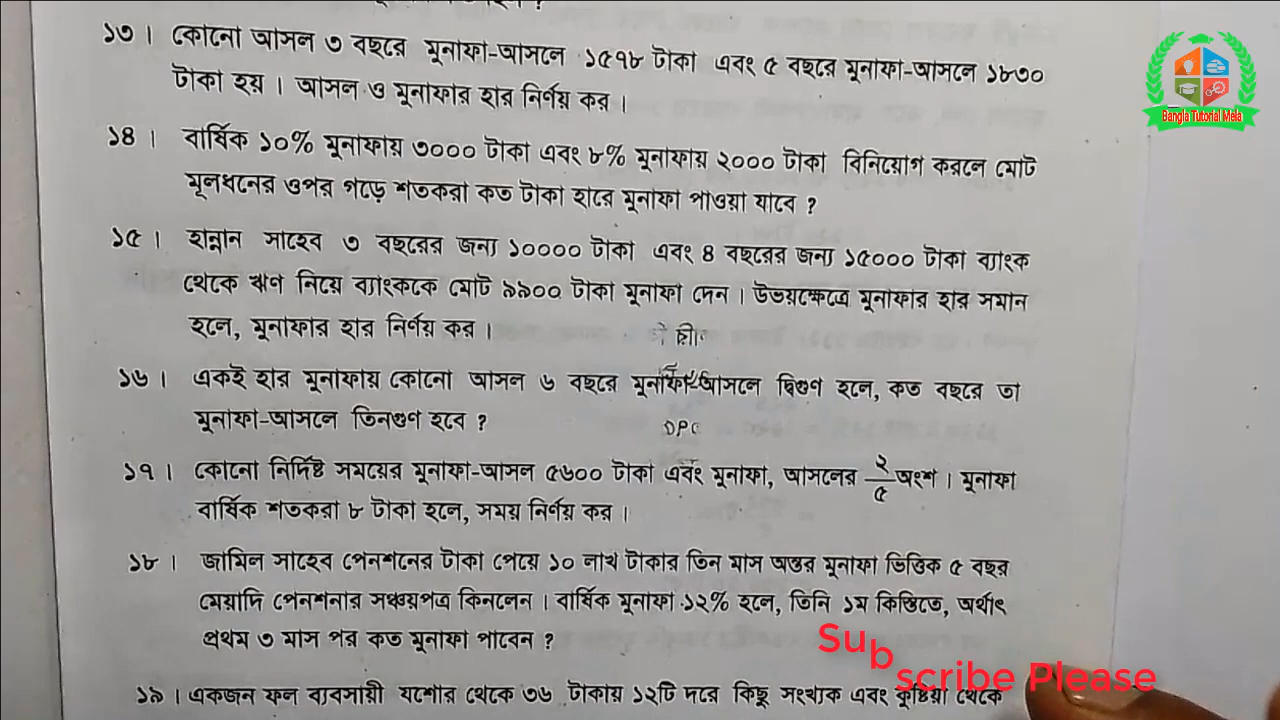 ১৩। কোনো আসল ৩ বছরে মুনাফা-আসলে ১৫৭৮ টাকা এবং ৫ বছরে মুনাফা-আসলে ১৮৩০
টাকা হয়। আসল ও মুনাফার হার নির্ণয় কর।
১৪। বার্ষিক ১০% মুনাফায় ৩০০০ টাকা এবং ৮% মুনাফায় ২০০০ টাকা বিনিয়োগ করলে মোট
মূলধনের ওপর গড়ে শতকরা কত টাকা হারে মুনাফা পাওয়া যাবে?
১৫। হান্নান সাহেব ৩ বছরের জন্য ১০০০০ টাকা এবং ৪ বছরের জন্য ১৫০০০ টাকা ব্যাংক
থেকে ঋণ নিয়ে ব্যাংককে মোট ৯৯০০ টাকা মুনাফা দেন। উভয়ক্ষেত্রে মুনাফার হার সমান
হলে, মুনাফার হার নির্ণয় কর।
১৬। একই হার মুনাফায় কোনো আসল ৬ বছরে মুনাফা-আসলে দ্বিগুণ হলে, কত বছরে তা
মুনাফা-আসলে তিনগুণ হবে?
১৭। কোনো নির্দিষ্ট সময়ের মুনাফা-আসল ৫৬০০ টাকা এবং মুনাফা, আসলের ২/৫ অংশ। মুনাফা
বার্ষিক শতকরা ৮ টাকা হলে, সময় নির্ণয় কর।
১৮। জামিল সাহেব পেনশনের টাকা পেয়ে ১০ লাখ টাকার তিন মাস অন্তর মুনাফা ভিত্তিক ৫ বছর
মেয়াদি পেনশনার সঞ্চয়পত্র কিনলেন। বার্ষিক মুনাফা ১২% হলে, তিনি ১ম কিস্তিতে, অর্থাৎ
প্রথম ৩ মাস পর কত মুনাফা পাবেন?
১৯। একজন ফল ব্যবসায়ী যশোর থেকে ৩৬ টাকায় ১২টি দরে কিছু সংখ্যক এবং কুষ্টিয়া থেকে
Bangla Tutorial Mela
Subscribe Please